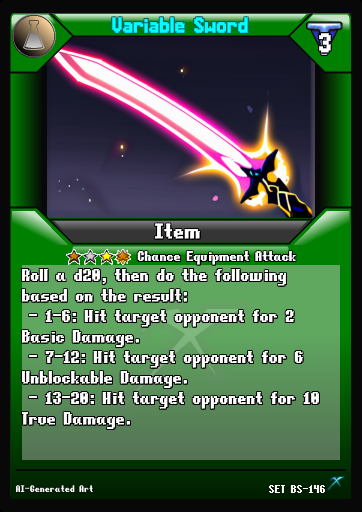 Variable Sword
3
Item
Chance Equipment Attack
Roll a d20, then do the following
based on the result:
- 1-6: Hit target opponent for 2
Basic Damage.
- 7-12: Hit target opponent for 6
Unblockable Damage.
- 13-20: Hit target opponent for 10
True Damage.
AI-Generated Art
SET BS-146